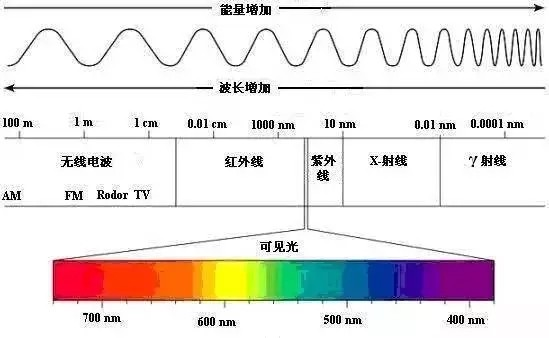 能量增加
波长增加
100 m 1 m 1 cm 0.01 cm 1000 nm 10 nm 0.01 nm 0.0001 nm
无线电波 红外线 紫外线 X-射线 γ射线
AM FM Rodor TV
可见光
700 nm 600 nm 500 nm 400 nm